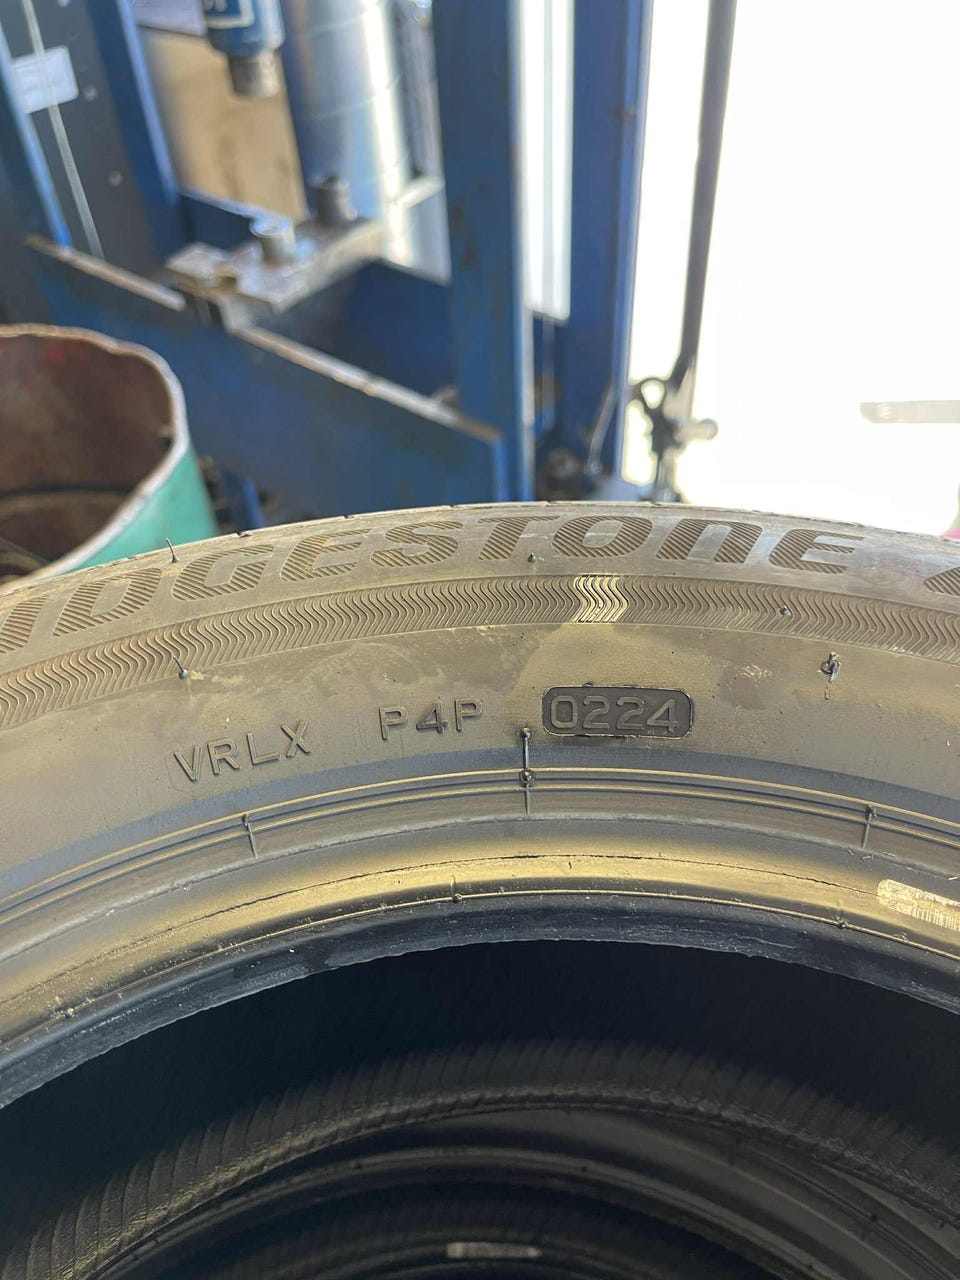 BRIDGESTONE
VRLX P4P 0224